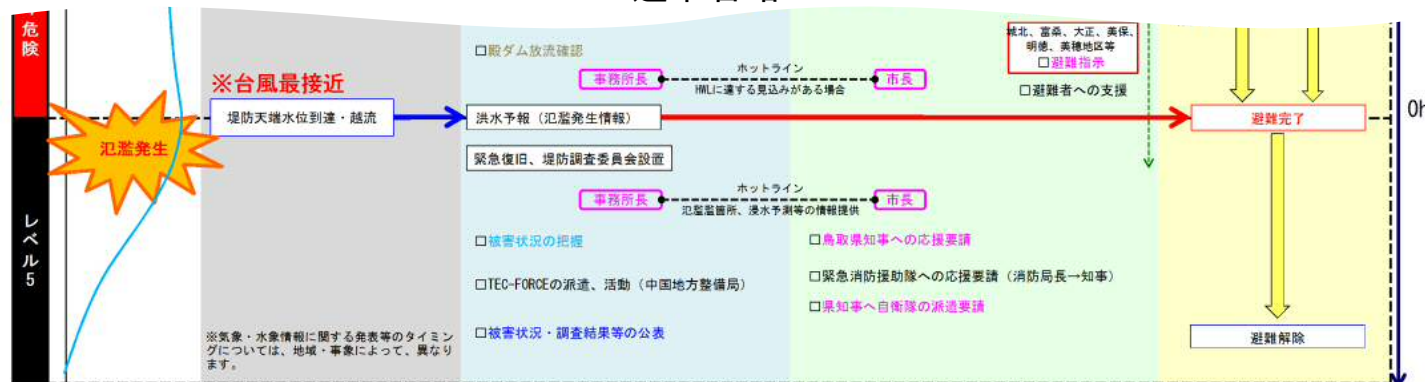 危険
□殿ダム放流確認
事務所長
ホットライン
HWLに達する見込みがある場合
市長
城北、富桑、大正、美保、
明徳、美穂地区等
□避難指示
□避難者への支援
※台風最接近
堤防天端水位到達・越流
洪水予報（氾濫発生情報）
避難完了
0h
氾濫発生
緊急復旧、堤防調査委員会設置
事務所長
ホットライン
氾濫濫箇所、浸水予測等の情報提供
市長
レベル5
□被害状況の把握
□鳥取県知事への応援要請
□TEC-FORCEの派遣、活動（中国地方整備局）
□緊急消防援助隊への応援要請（消防局長→知事）
□県知事へ自衛隊の派遣要請
□被害状況・調査結果等の公表
避難解除
※気象・水象情報に関する発表等のタイミン
グについては、地域・事象によって、異なり
ます。